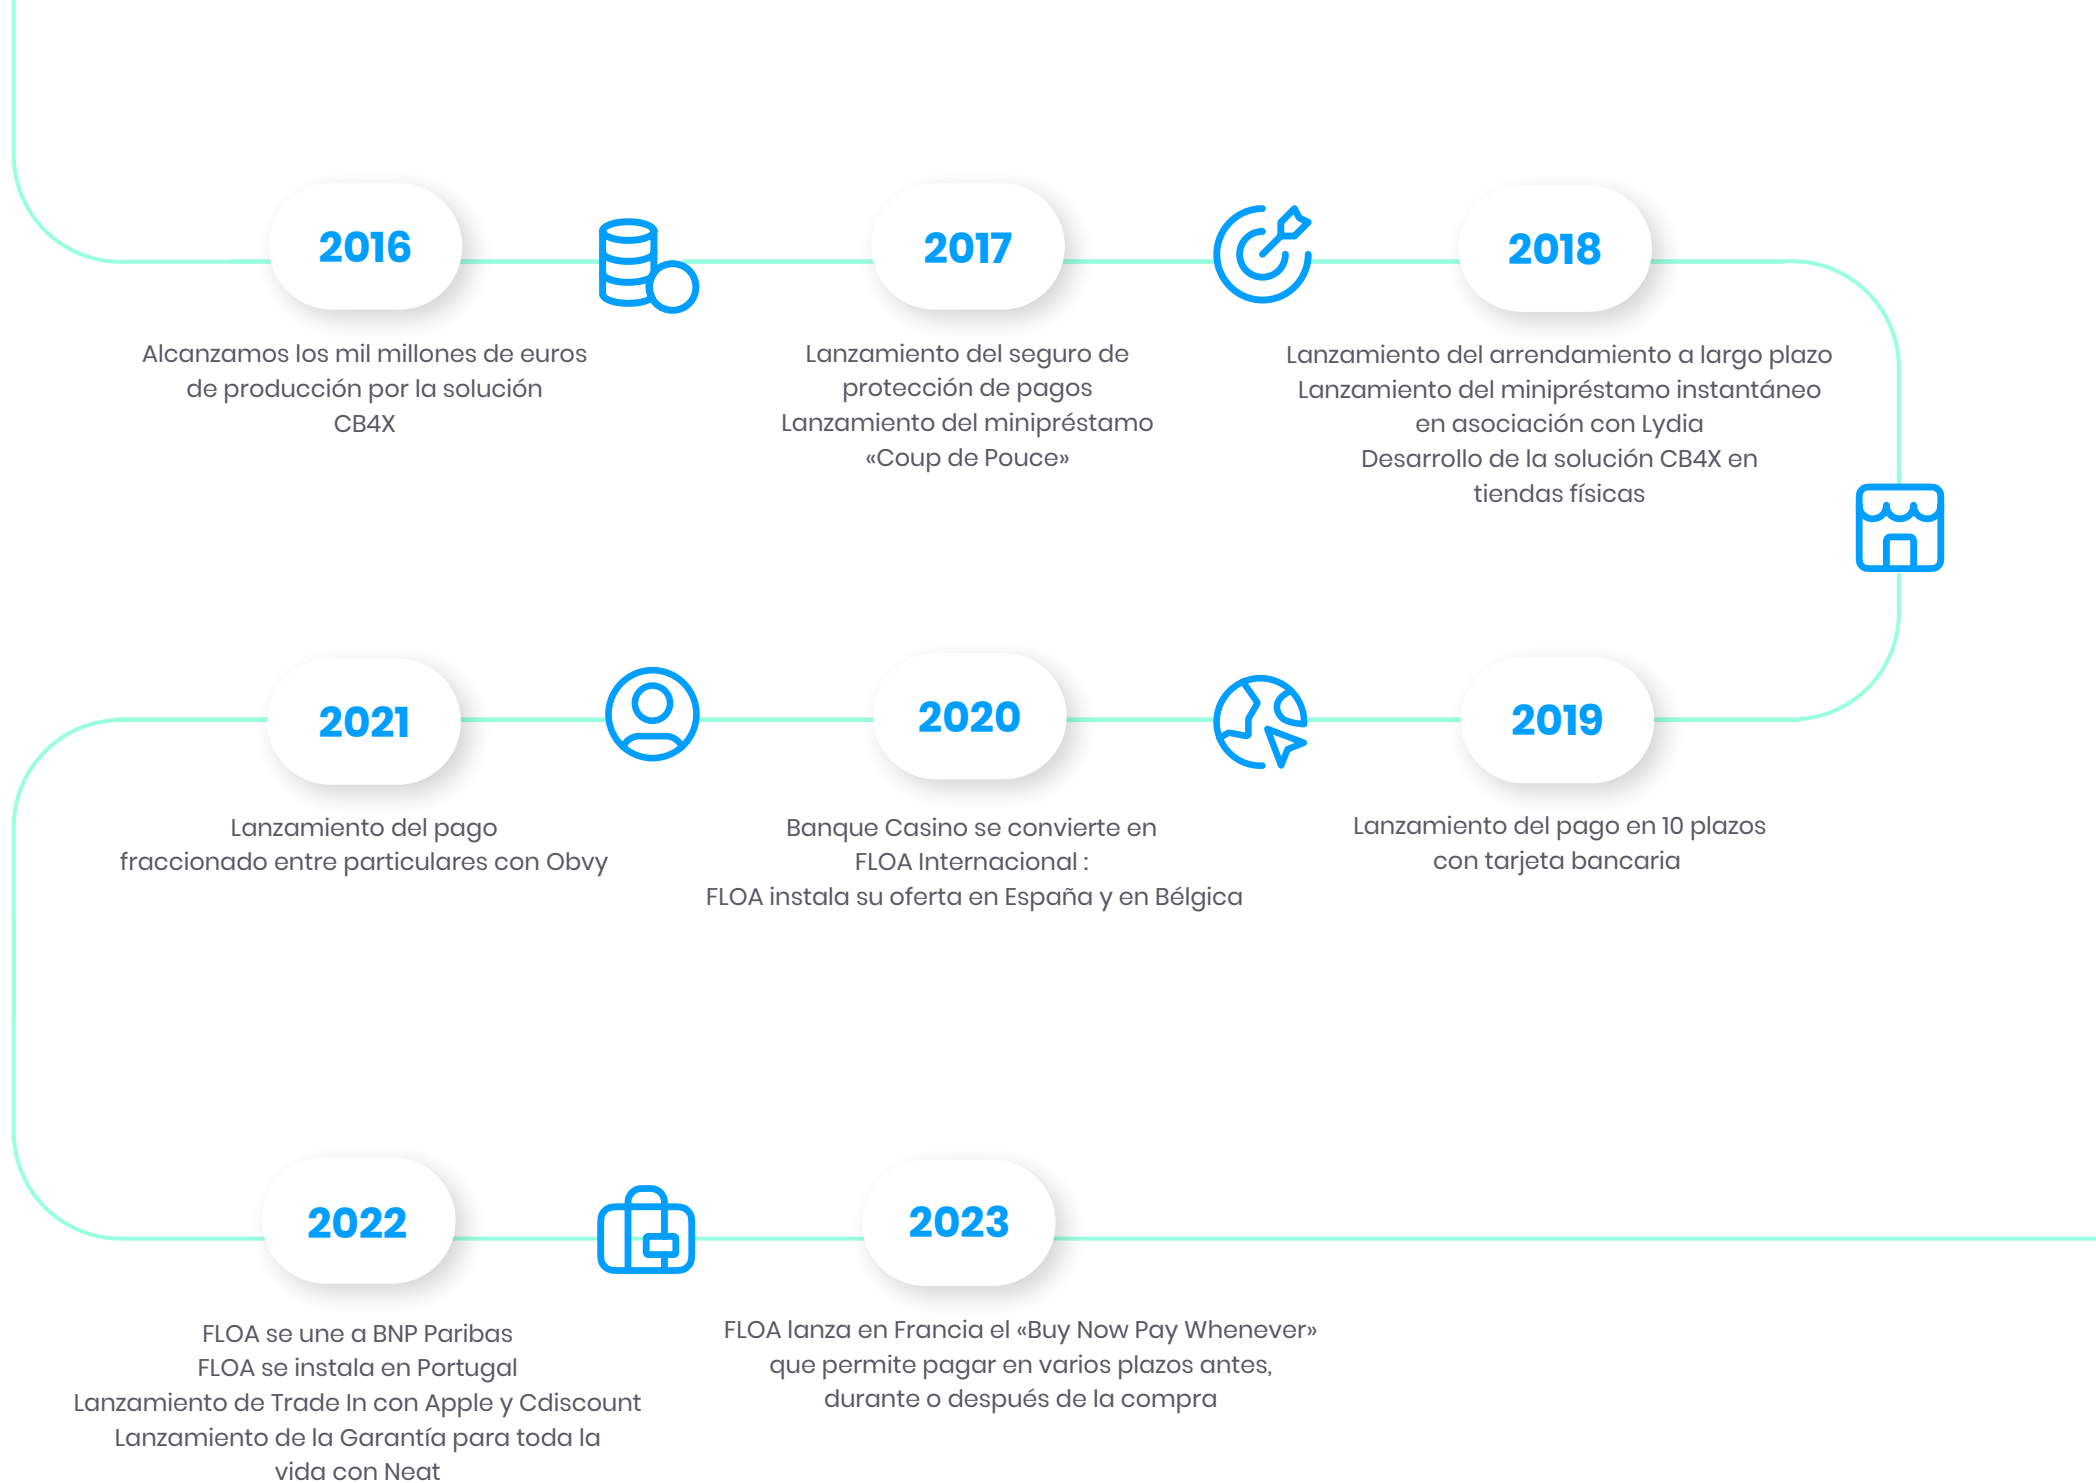 2016
Alcanzamos los mil millones de euros
de producción por la solución
CB4X
2017
Lanzamiento del seguro de
protección de pagos
Lanzamiento del minipréstamo
«Coup de Pouce»
2018
Lanzamiento del arrendamiento a largo plazo
Lanzamiento del minipréstamo instantáneo
en asociación con Lydia
Desarrollo de la solución CB4X en
tiendas físicas
2019
Lanzamiento del pago en 10 plazos
con tarjeta bancaria
2020
Banque Casino se convierte en
FLOA Internacional :
FLOA instala su oferta en España y en Bélgica
2021
Lanzamiento del pago
fraccionado entre particulares con Obvy
2022
FLOA se une a BNP Paribas
FLOA se instala en Portugal
Lanzamiento de Trade In con Apple y Cdiscount
Lanzamiento de la Garantía para toda la
vida con Neat
2023
FLOA lanza en Francia el «Buy Now Pay Whenever»
que permite pagar en varios plazos antes,
durante o después de la compra